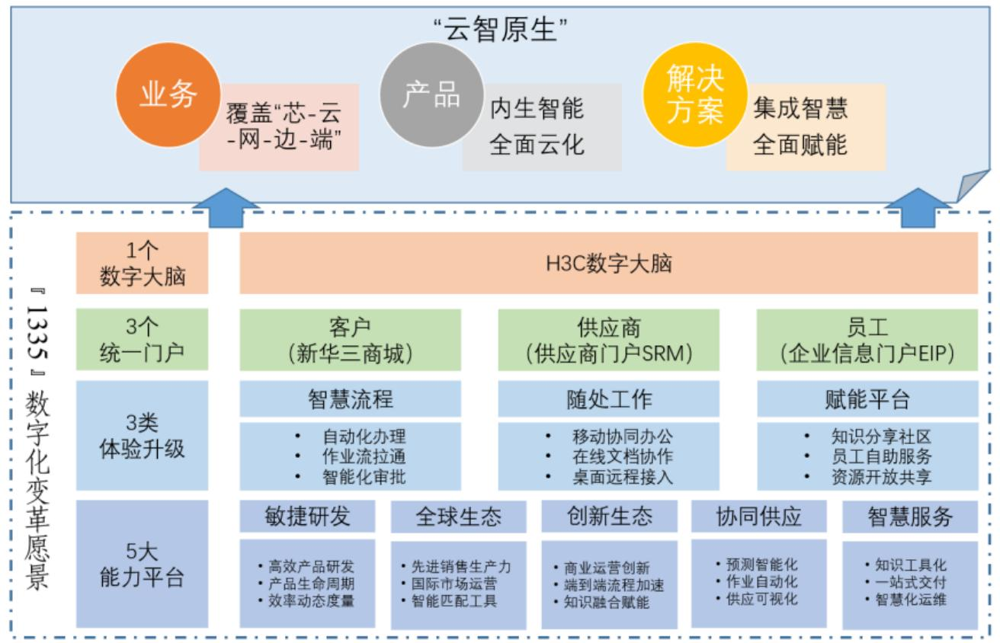 “云智原生”
业务
覆盖“芯-云
-网-边-端”
产品
内生智能
全面云化
解决
方案
集成智慧
全面赋能
『1335』数字化变革愿景
1个
数字大脑
H3C数字大脑
3个
统一门户
客户
（新华三商城）
供应商
（供应商门户SRM）
员工
（企业信息门户EIP）
3类
体验升级
智慧流程
• 自动化办理
• 作业流拉通
• 智能化审批
随处工作
• 移动协同办公
• 在线文档协作
• 桌面远程接入
赋能平台
• 知识分享社区
• 员工自助服务
• 资源开放共享
5大
能力平台
敏捷研发
• 高效产品研发
• 产品生命周期
• 效率动态度量
全球生态
• 先进销售生产力
• 国际市场运营
• 智能匹配工具
创新生态
• 商业运营创新
• 端到端流程加速
• 知识融合赋能
协同供应
• 预测智能化
• 作业自动化
• 供应可视化
智慧服务
• 知识工具化
• 一站式交付
• 智慧化运维